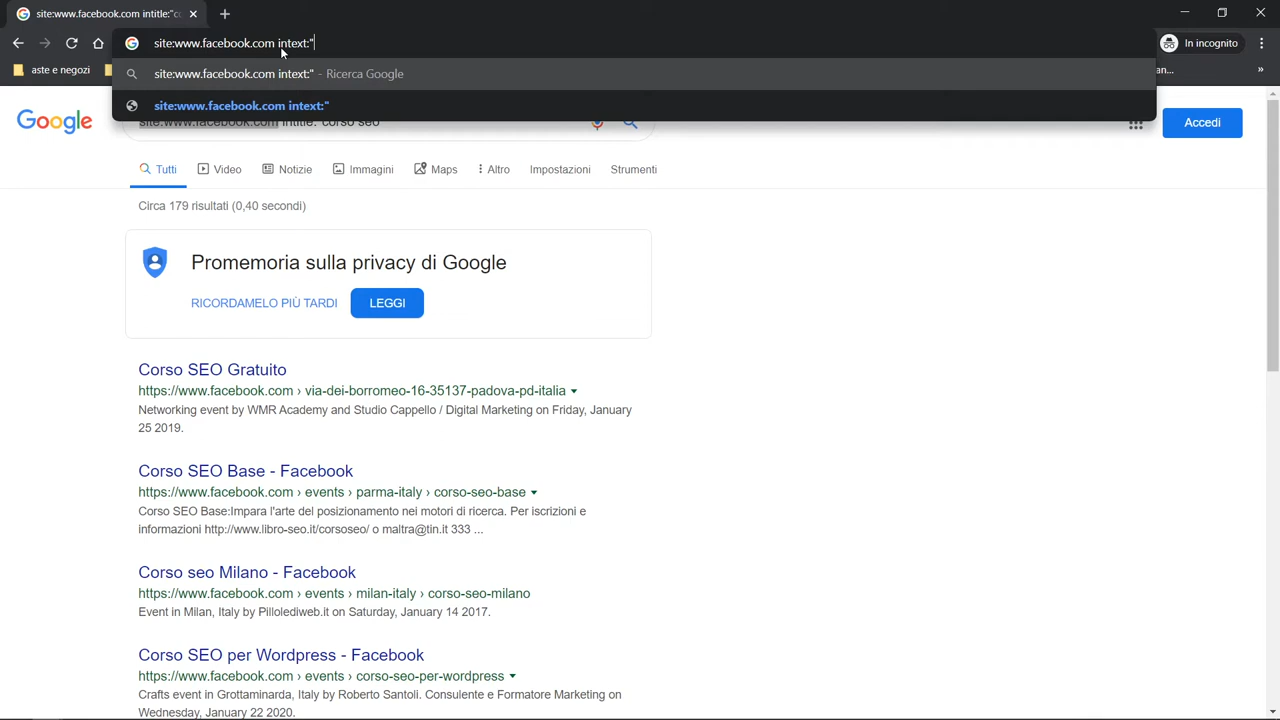 site:www.facebook.com intitle:"c
site:www.facebook.com intext:"
In incognito
site:www.facebook.com intext:" - Ricerca Google
aste e negozi
an...
»
site:www.facebook.com intext:"
Google
site:www.facebook.com intitle:"corso seo
Accedi
Tutti Video Notizie Immagini Maps Altro Impostazioni Strumenti
Circa 179 risultati (0,40 secondi)
Promemoria sulla privacy di Google
RICORDAMELO PIÙ TARDI LEGGI
Corso SEO Gratuito
https://www.facebook.com › via-dei-borromeo-16-35137-padova-pd-italia
Networking event by WMR Academy and Studio Cappello / Digital Marketing on Friday, January
25 2019.
Corso SEO Base - Facebook
https://www.facebook.com › events › parma-italy › corso-seo-base
Corso SEO Base:Impara l'arte del posizionamento nei motori di ricerca. Per iscrizioni e
informazioni http://www.libro-seo.it/corsoseo/ o maltra@tin.it 333 ...
Corso seo Milano - Facebook
https://www.facebook.com › events › milan-italy › corso-seo-milano
Event in Milan, Italy by Pillolediweb.it on Saturday, January 14 2017.
Corso SEO per Wordpress - Facebook
https://www.facebook.com › events › corso-seo-per-wordpress
Crafts event in Grottaminarda, Italy by Roberto Santoli. Consulente e Formatore Marketing on
Wednesday, January 22 2020.